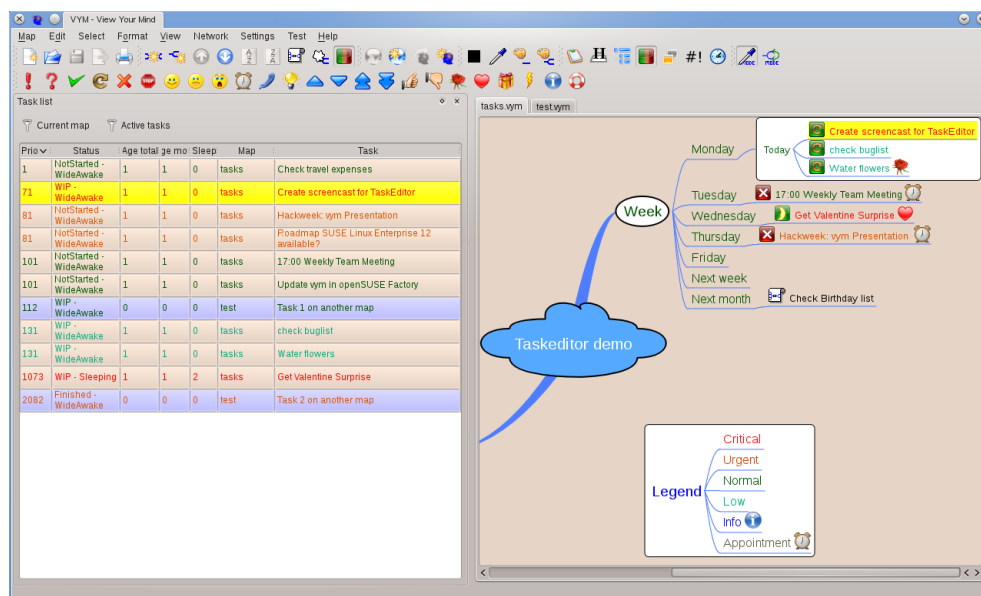 VYM - View Your Mind
Map Edit Select Format View Network Settings Test Help
#!
Task list
Current map Active tasks
Prio Status Age total ge mo Sleep Map Task
1 NotStarted - WideAwake 1 1 0 tasks Check travel expenses
71 WIP - WideAwake 1 1 0 tasks Create screencast for TaskEditor
81 NotStarted - WideAwake 1 1 0 tasks Hackweek: vym Presentation
81 NotStarted - WideAwake 1 1 0 tasks Roadmap SUSE Linux Enterprise 12 available?
101 NotStarted - WideAwake 1 1 0 tasks 17:00 Weekly Team Meeting
101 NotStarted - WideAwake 1 1 0 tasks Update vym in openSUSE Factory
112 WIP - WideAwake 0 0 0 test Task 1 on another map
131 WIP - WideAwake 1 1 0 tasks check buglist
131 WIP - WideAwake 1 1 0 tasks Water flowers
1073 WIP - Sleeping 1 1 2 tasks Get Valentine Surprise
2082 Finished - WideAwake 0 0 0 test Task 2 on another map
tasks.vym test.vym
Taskeditor demo
Week
Monday
Today
Create screencast for TaskEditor
check buglist
Water flowers
Tuesday 17:00 Weekly Team Meeting
Wednesday Get Valentine Surprise
Thursday Hackweek: vym Presentation
Friday
Next week
Next month Check Birthday list
Legend
Critical
Urgent
Normal
Low
Info
Appointment